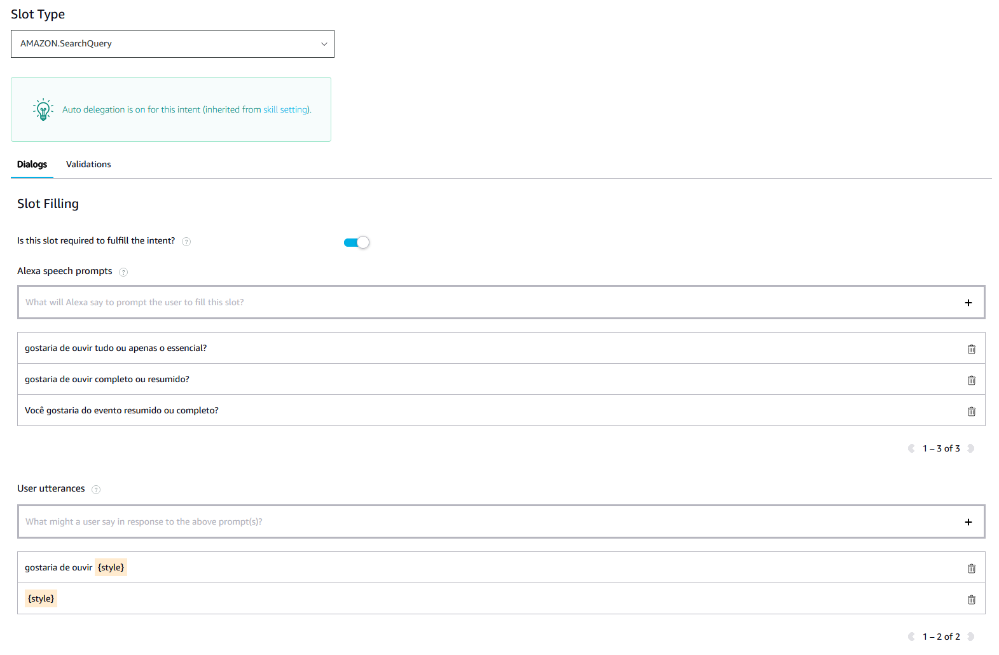 Slot Type
AMAZON.SearchQuery
Auto delegation is on for this intent (inherited from skill setting).
Dialogs Validations
Slot Filling
Is this slot required to fulfill the intent? ?
Alexa speech prompts ?
What will Alexa say to prompt the user to fill this slot? +
gostaria de ouvir tudo ou apenas o essencial?
gostaria de ouvir completo ou resumido?
Você gostaria do evento resumido ou completo?
1 – 3 of 3
User utterances ?
What might a user say in response to the above prompt(s)? +
gostaria de ouvir {style}
{style}
1 – 2 of 2